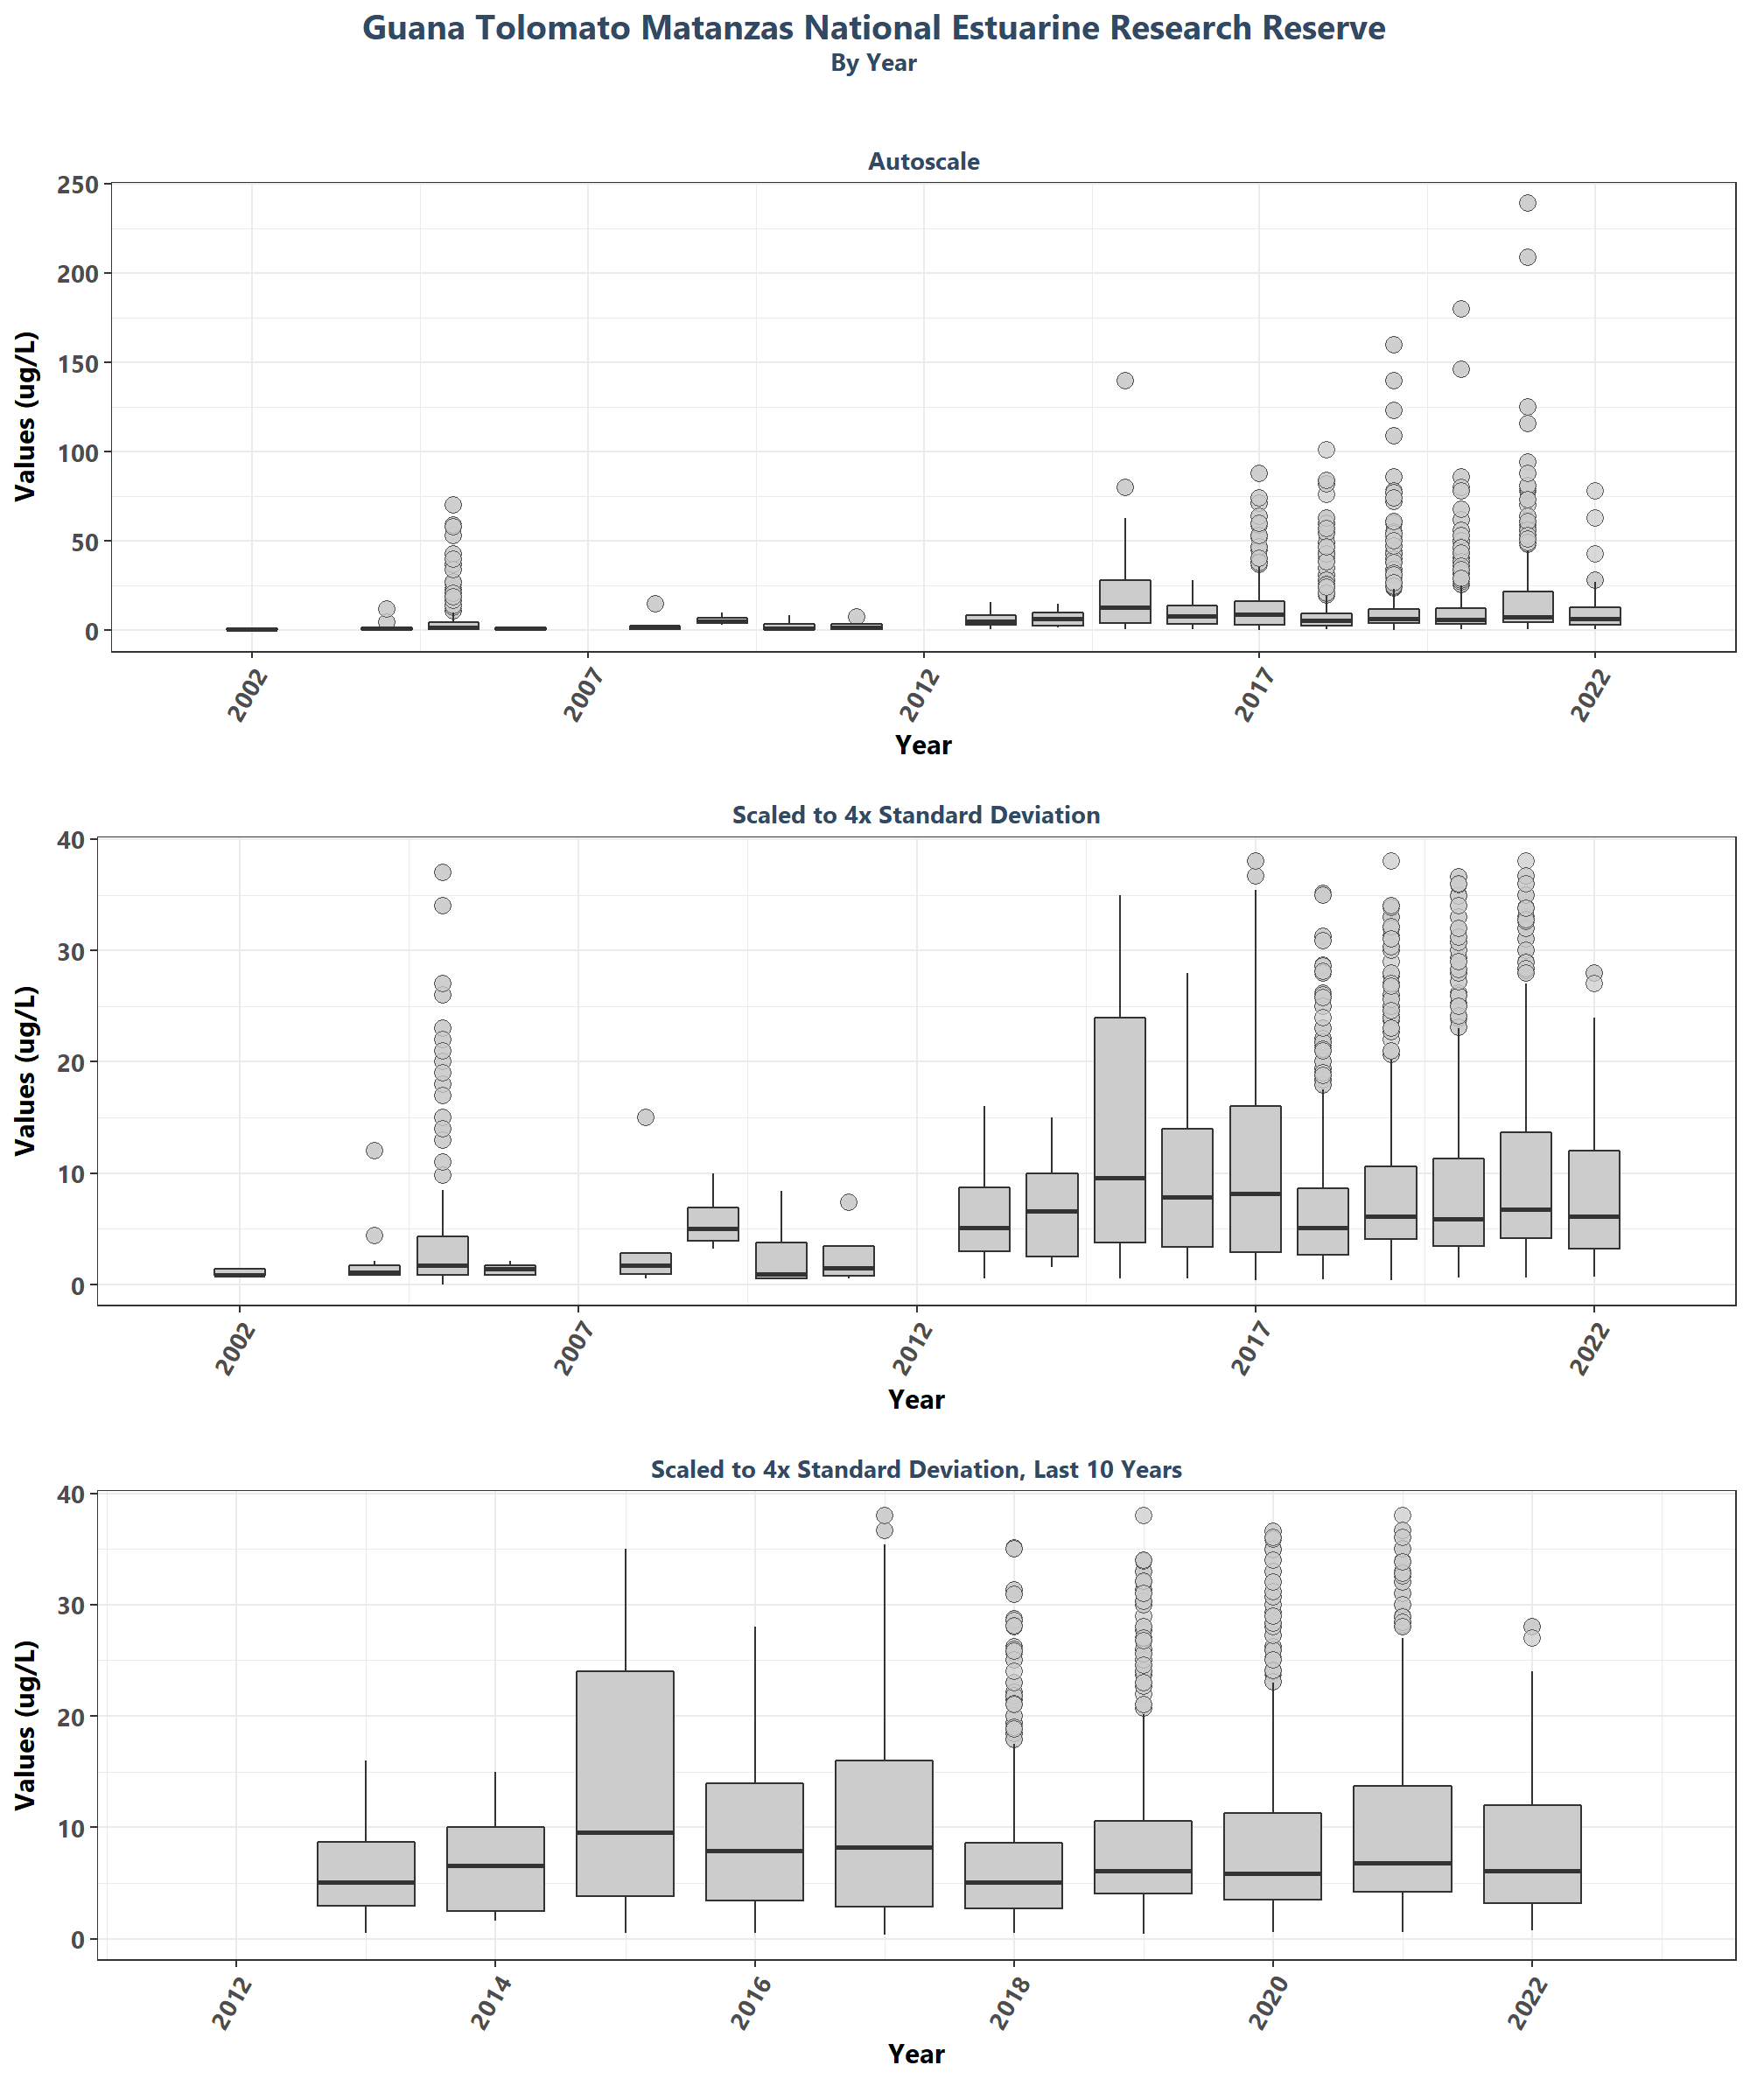 Guana Tolomato Matanzas National Estuarine Research Reserve
By Year
Autoscale
Values (ug/L)
250
200
150
100
50
0
2002
2007
2012
2017
2022
Year
Scaled to 4x Standard Deviation
Values (ug/L)
40
30
20
10
0
2002
2007
2012
2017
2022
Year
Scaled to 4x Standard Deviation, Last 10 Years
Values (ug/L)
40
30
20
10
0
2012
2014
2016
2018
2020
2022
Year